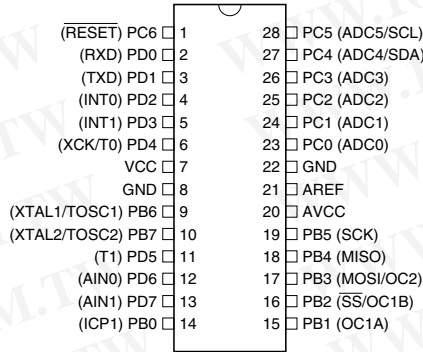 (RESET) PC6 1 28 PC5 (ADC5/SCL)
(RXD) PD0 2 27 PC4 (ADC4/SDA)
(TXD) PD1 3 26 PC3 (ADC3)
(INT0) PD2 4 25 PC2 (ADC2)
(INT1) PD3 5 24 PC1 (ADC1)
(XCK/T0) PD4 6 23 PC0 (ADC0)
VCC 7 22 GND
GND 8 21 AREF
(XTAL1/TOSC1) PB6 9 20 AVCC
(XTAL2/TOSC2) PB7 10 19 PB5 (SCK)
(T1) PD5 11 18 PB4 (MISO)
(AIN0) PD6 12 17 PB3 (MOSI/OC2)
(AIN1) PD7 13 16 PB2 (SS/OC1B)
(ICP1) PB0 14 15 PB1 (OC1A)